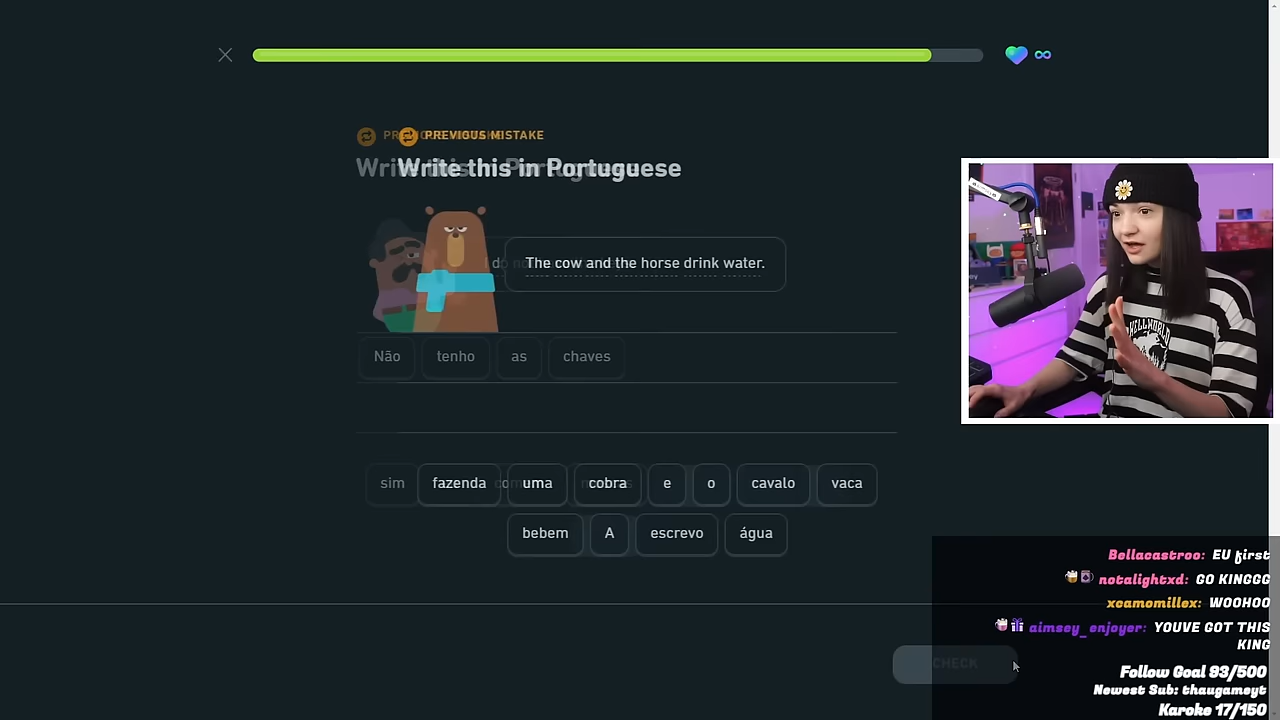 PREVIOUS MISTAKE
Write this in Portuguese
The cow and the horse drink water.
Não tenho as chaves
sim fazenda uma cobra e o cavalo vaca
bebem A escrevo água
CHECK
Bellacastroo: EU first
notalightxd: GO KINGGG
xcamomillex: WOOHOO
aimsey_enjoyer: YOUVE GOT THIS
KING
Follow Goal 93/500
Newest Sub: thaugameyt
Karoke 17/150